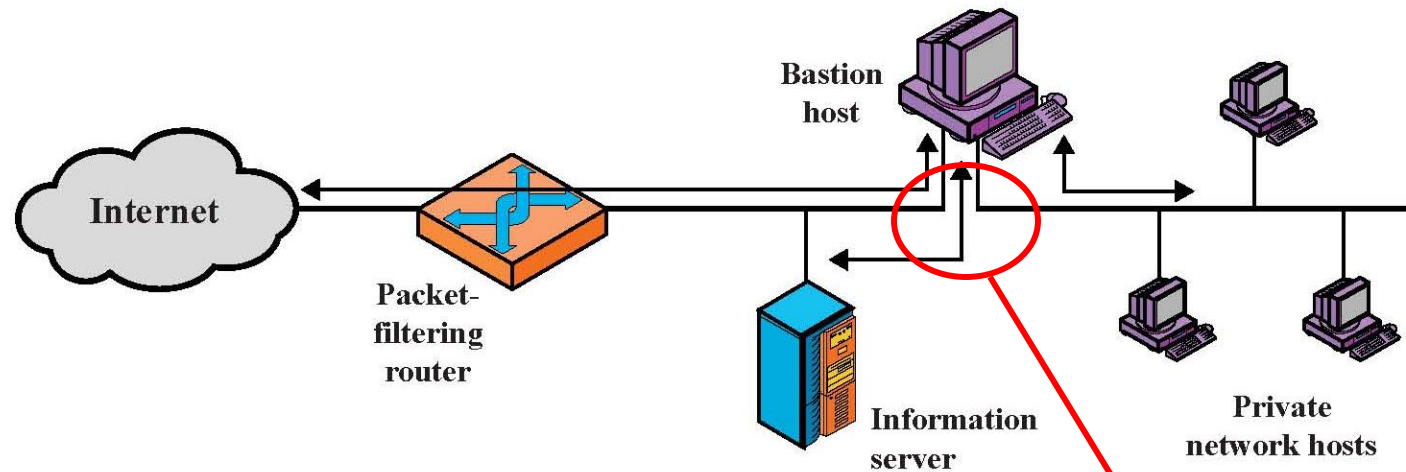 Bastion
host
Internet
Packet-
filtering
router
Information
server
Private
network hosts